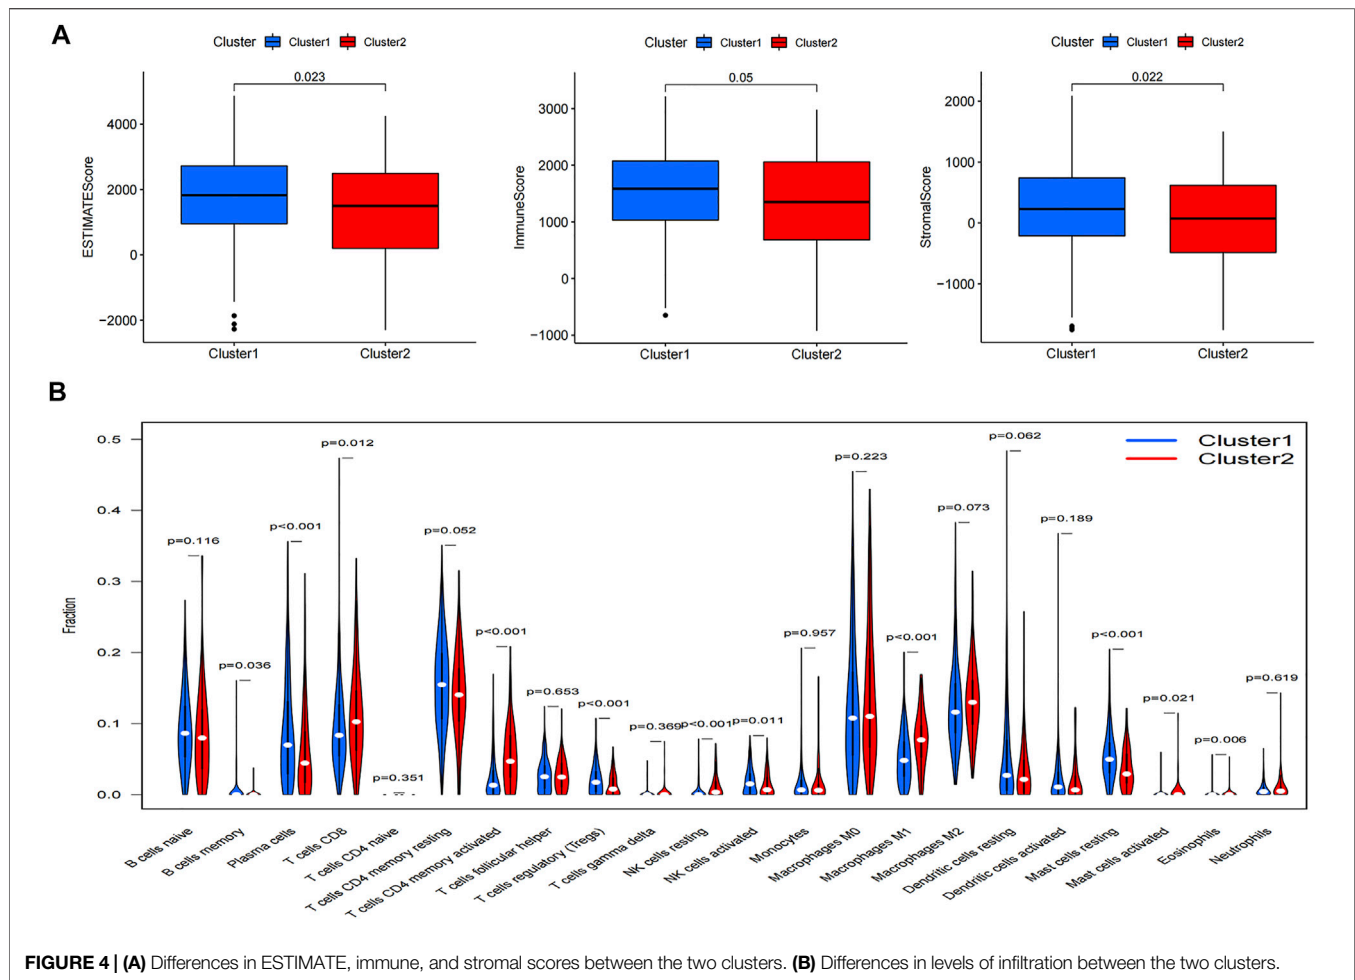 A
Cluster Cluster1 Cluster2
Cluster Cluster1 Cluster2
Cluster Cluster1 Cluster2
0.023
0.05
0.022
ESTIMATEScore
4000
2000
0
−2000
Cluster1 Cluster2
ImmuneScore
3000
2000
1000
0
−1000
Cluster1 Cluster2
StromalScore
2000
1000
0
−1000
Cluster1 Cluster2
B
Cluster1
Cluster2
Fraction
0.5
0.4
0.3
0.2
0.1
0.0
p=0.116
p=0.036
p<0.001
p=0.012
p=0.351
p=0.052
p<0.001
p=0.653
p<0.001
p=0.369
p<0.001
p=0.011
p=0.957
p=0.223
p<0.001
p=0.073
p=0.062
p=0.189
p<0.001
p=0.021
p=0.006
p=0.619
B cells naive
B cells memory
Plasma cells
T cells CD8
T cells CD4 naive
T cells CD4 memory resting
T cells CD4 memory activated
T cells follicular helper
T cells regulatory (Tregs)
T cells gamma delta
NK cells resting
NK cells activated
Monocytes
Macrophages M0
Macrophages M1
Macrophages M2
Dendritic cells resting
Dendritic cells activated
Mast cells resting
Mast cells activated
Eosinophils
Neutrophils
FIGURE 4 | (A) Differences in ESTIMATE, immune, and stromal scores between the two clusters. (B) Differences in levels of infiltration between the two clusters.